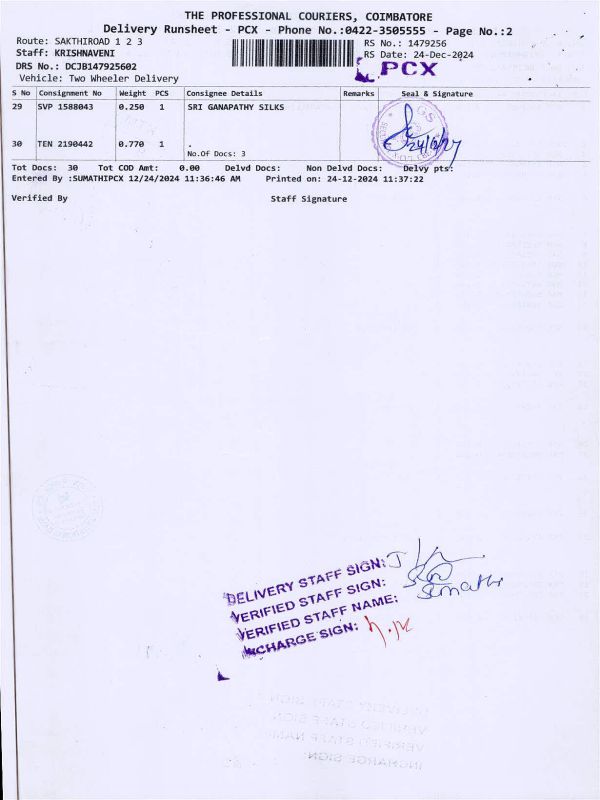 THE PROFESSIONAL COURIERS, COIMBATORE
Delivery Runsheet - PCX - Phone No.:0422-3505555 - Page No.:2
Route: SAKTHIROAD 1 2 3
RS No.: 1479256
Staff: KRISHNAVENI
RS Date: 24-Dec-2024
DRS No.: DCJB147925602
PCX
Vehicle: Two Wheeler Delivery
S No Consignment No Weight PCS Consignee Details Remarks Seal & Signature
29 SVP 1588043 0.250 1 SRI GANAPATHY SILKS
30 TEN 2190442 0.770 1 .
No.Of Docs: 3
Tot Docs: 30 Tot COD Amt: 0.00 Delvd Docs: Non Delvd Docs: Delvy pts:
Entered By :SUMATHIPCX 12/24/2024 11:36:46 AM Printed on: 24-12-2024 11:37:22
Verified By Staff Signature
DELIVERY STAFF SIGN:
VERIFIED STAFF SIGN:
VERIFIED STAFF NAME: Sumathi
INCHARGE SIGN: